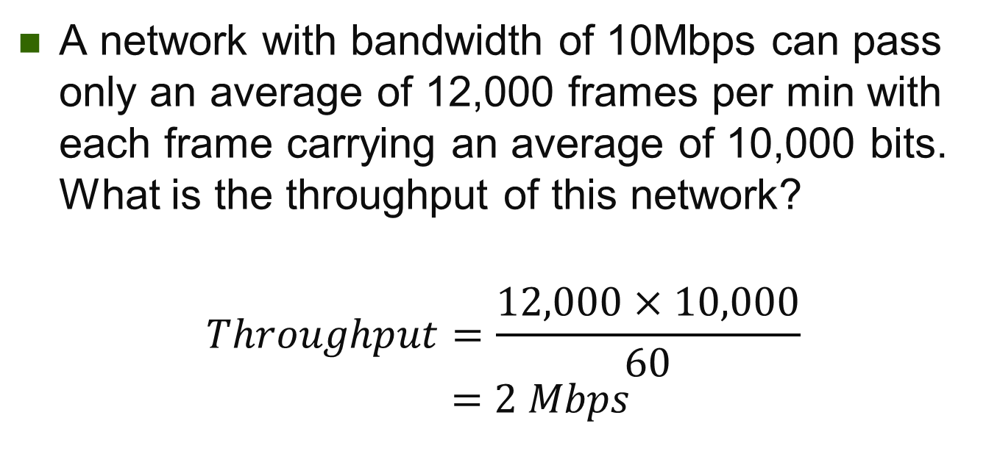 ■ A network with bandwidth of 10Mbps can pass
only an average of 12,000 frames per min with
each frame carrying an average of 10,000 bits.
What is the throughput of this network?
12,000 × 10,000
Throughput =
60
= 2 Mbps